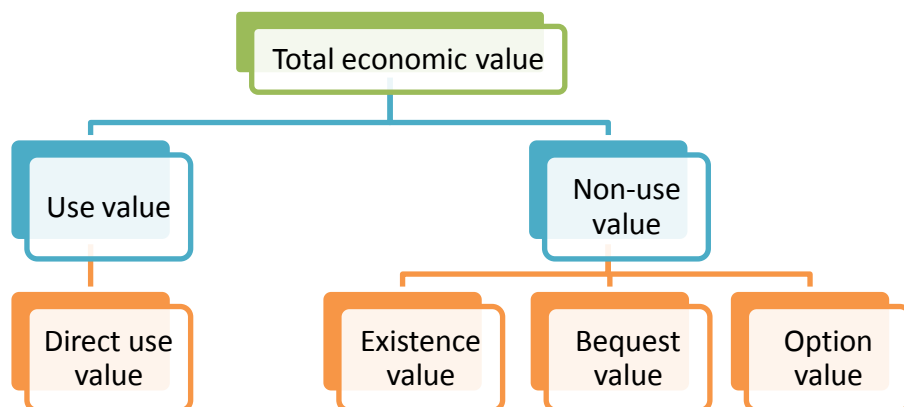 Total economic value
Use value
Non-use
value
Direct use
value
Existence
value
Bequest
value
Option
value